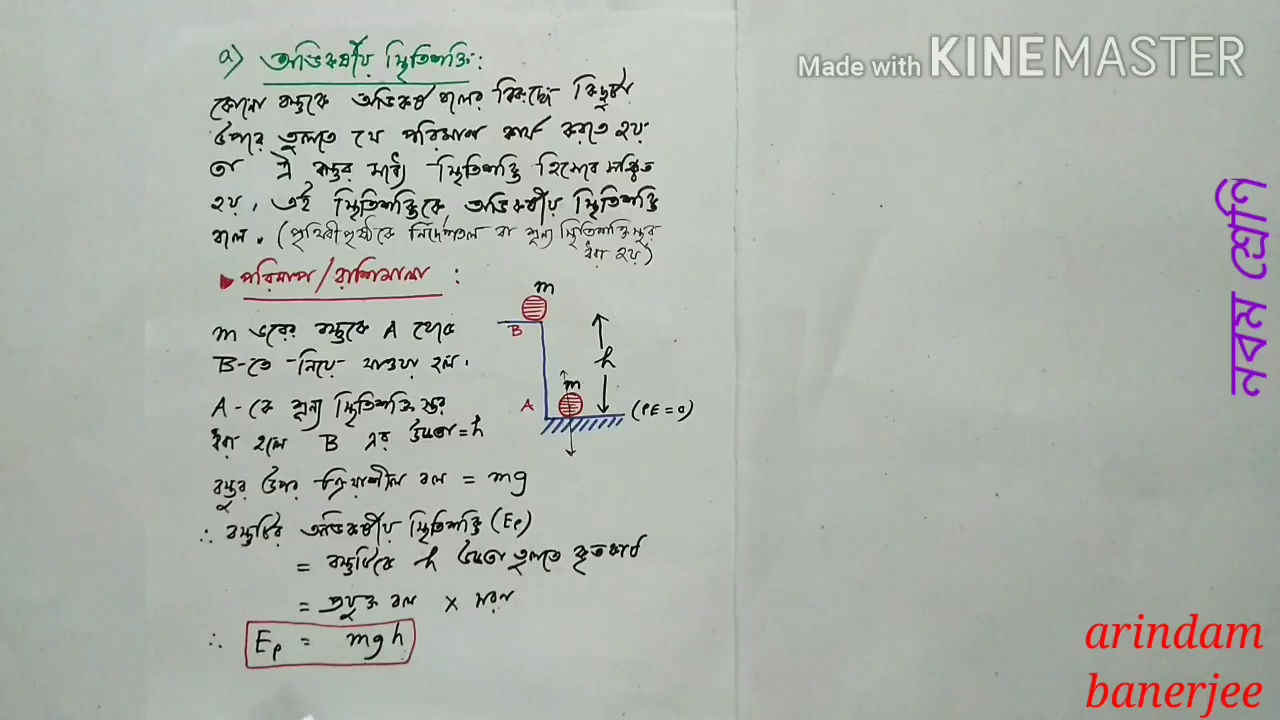 Made with KINEMASTER
a) অভিকর্ষীয় স্থিতিশক্তি :
কোনো বস্তুকে অভিকর্ষ বলের বিরুদ্ধে কিছুটা
উপরে তুলতে যে পরিমাণ কার্য করতে হয়
তা ঐ বস্তুর মধ্যে স্থিতিশক্তি হিসেবে সঞ্চিত
হয়। এই স্থিতিশক্তিকে অভিকর্ষীয় স্থিতিশক্তি
বলে। (পৃথিবীপৃষ্ঠকে নির্দেশতল বা শূন্য স্থিতিশক্তি স্তর
ধরা হয়)
পরিমাপ/রাশিমালা :
m ভরের বস্তুকে A থেকে
B-তে নিয়ে যাওয়া হল।
A-কে শূন্য স্থিতিশক্তি স্তর
ধরা হলে B এর উচ্চতা = h
m
B
h
m
A
(PE = 0)
বস্তুর উপর ক্রিয়াশীল বল = mg
∴ বস্তুটির অভিকর্ষীয় স্থিতিশক্তি (Ep)
= বস্তুটিকে h উচ্চতা তুলতে কৃতকার্য
= প্রযুক্ত বল × সরণ
∴ Ep = mgh
নবম শ্রেণি
arindam
banerjee